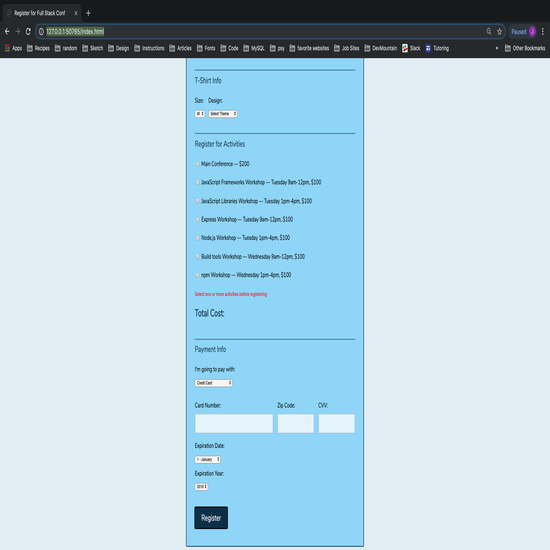 Register for Full Stack Conf
127.0.0.1:50765/index.html
Paused J
Apps Recipes random Sketch Design Instructions Articles Fonts Code MySQL pay favorite websites Job Sites DevMountain Slack Tutoring » Other Bookmarks
T-Shirt Info
Size: Design:
M Select Theme
Register for Activities
Main Conference — $200
JavaScript Frameworks Workshop — Tuesday 9am-12pm, $100
JavaScript Libraries Workshop — Tuesday 1pm-4pm, $100
Express Workshop — Tuesday 9am-12pm, $100
Node.js Workshop — Tuesday 1pm-4pm, $100
Build tools Workshop — Wednesday 9am-12pm, $100
npm Workshop — Wednesday 1pm-4pm, $100
Select one or more activities before registering
Total Cost:
Payment Info
I'm going to pay with:
Credit Card
Card Number: Zip Code: CVV:
Expiration Date:
1 - January
Expiration Year:
2016
Register